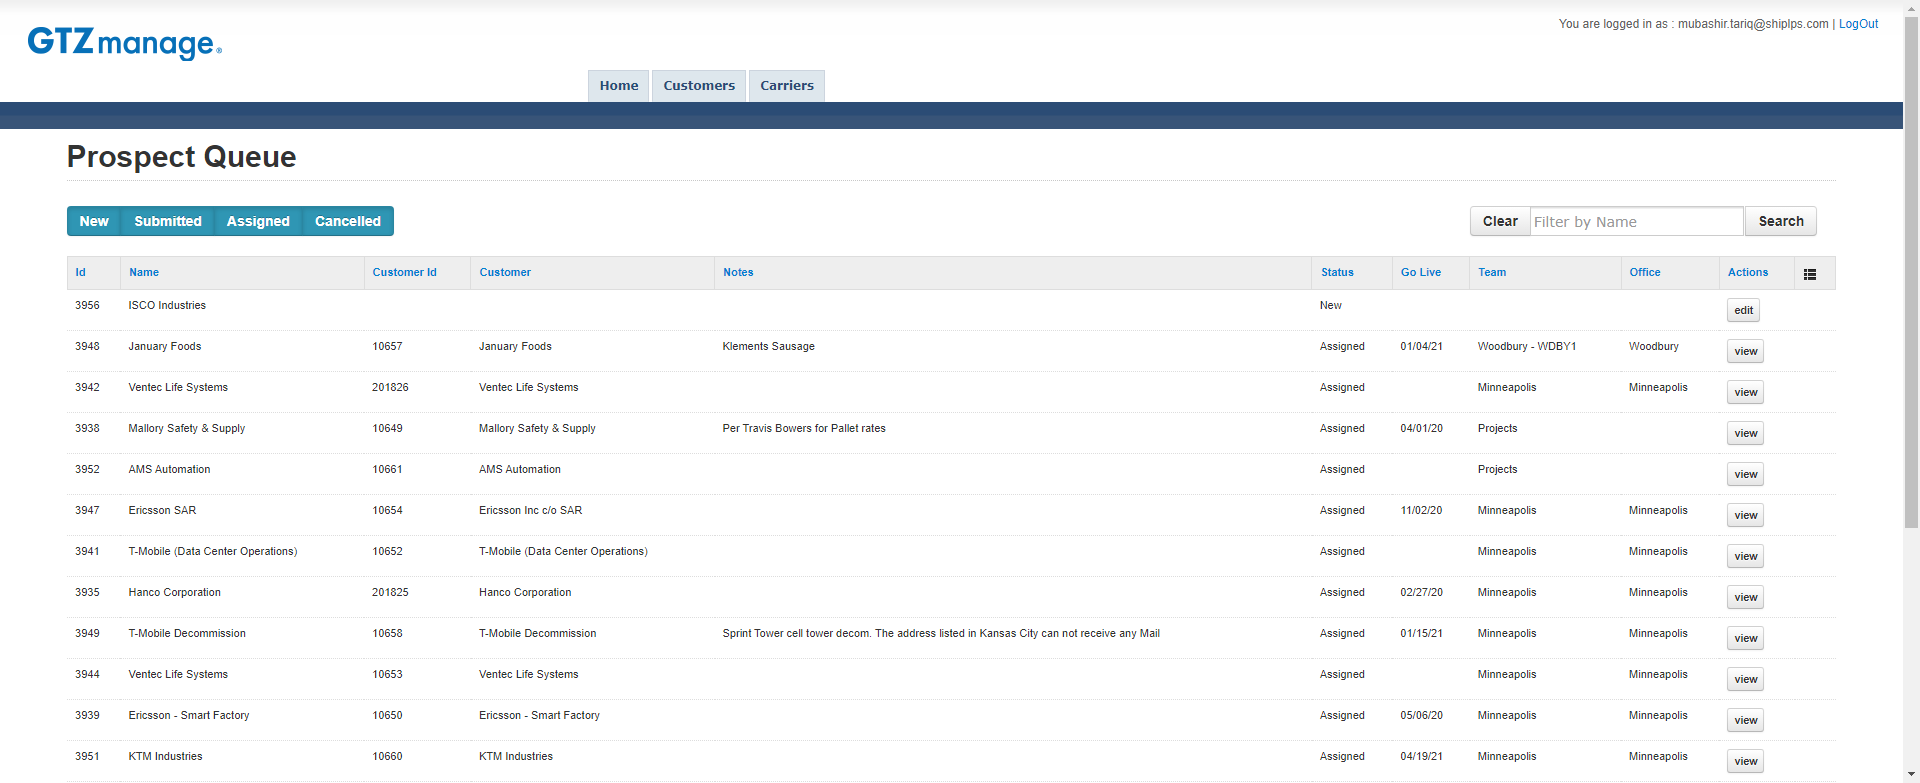 You are logged in as : mubashir.tariq@shiplps.com | LogOut
GTZmanage®
Home Customers Carriers
Prospect Queue
New Submitted Assigned Cancelled Clear Filter by Name Search
Id Name Customer Id Customer Notes Status Go Live Team Office Actions
3956 ISCO Industries New edit
3948 January Foods 10657 January Foods Klements Sausage Assigned 01/04/21 Woodbury - WDBY1 Woodbury view
3942 Ventec Life Systems 201826 Ventec Life Systems Assigned Minneapolis Minneapolis view
3938 Mallory Safety & Supply 10649 Mallory Safety & Supply Per Travis Bowers for Pallet rates Assigned 04/01/20 Projects view
3952 AMS Automation 10661 AMS Automation Assigned Projects view
3947 Ericsson SAR 10654 Ericsson Inc c/o SAR Assigned 11/02/20 Minneapolis Minneapolis view
3941 T-Mobile (Data Center Operations) 10652 T-Mobile (Data Center Operations) Assigned Minneapolis Minneapolis view
3935 Hanco Corporation 201825 Hanco Corporation Assigned 02/27/20 Minneapolis Minneapolis view
3949 T-Mobile Decommission 10658 T-Mobile Decommission Sprint Tower cell tower decom. The address listed in Kansas City can not receive any Mail Assigned 01/15/21 Minneapolis Minneapolis view
3944 Ventec Life Systems 10653 Ventec Life Systems Assigned Minneapolis Minneapolis view
3939 Ericsson - Smart Factory 10650 Ericsson - Smart Factory Assigned 05/06/20 Minneapolis Minneapolis view
3951 KTM Industries 10660 KTM Industries Assigned 04/19/21 Minneapolis Minneapolis view